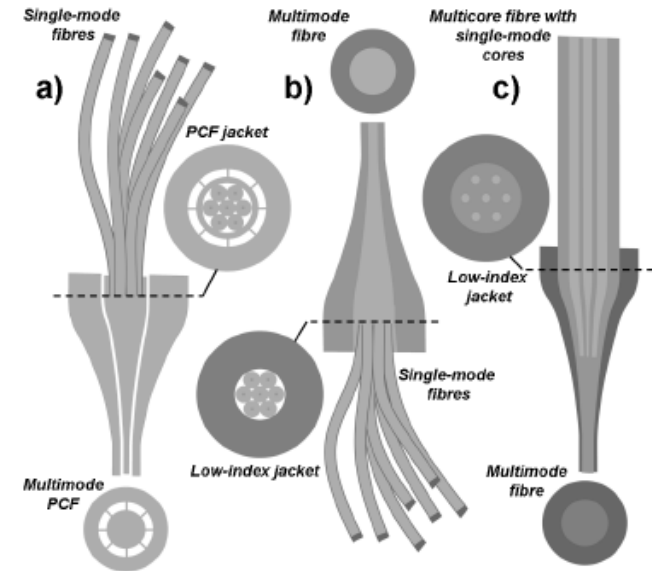 Single-mode
fibres
a)
PCF jacket
Multimode
PCF
Multimode
fibre
b)
Low-index jacket
Single-mode
fibres
Multicore fibre with
single-mode
cores
c)
Low-index
jacket
Multimode
fibre